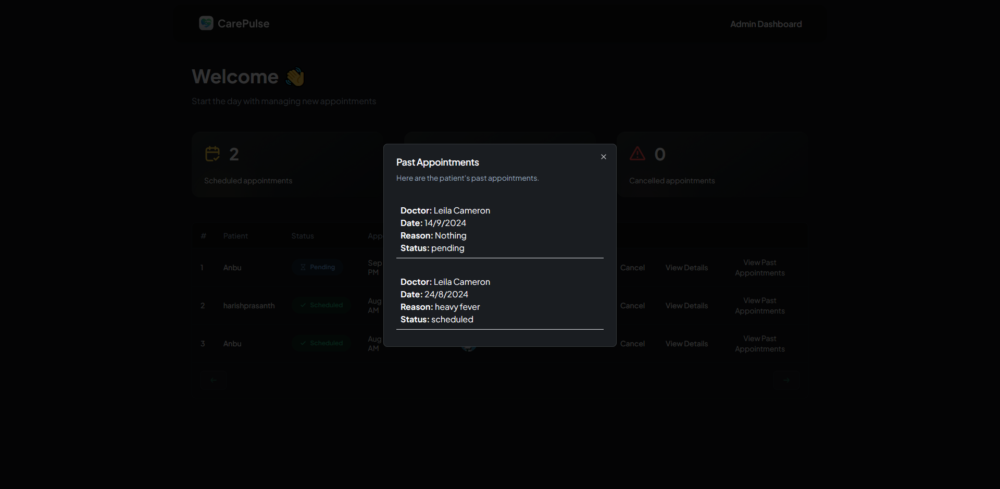 CarePulse
Admin Dashboard
Welcome 👋
Start the day with managing new appointments
2
Scheduled appointments
0
Cancelled appointments
Past Appointments
Here are the patient's past appointments.
Doctor: Leila Cameron
Date: 14/9/2024
Reason: Nothing
Status: pending
Doctor: Leila Cameron
Date: 24/8/2024
Reason: heavy fever
Status: scheduled
# Patient Status App
1 Anbu Pending Sep PM Cancel View Details View Past Appointments
2 harishprasanth Scheduled Aug AM Cancel View Details View Past Appointments
3 Anbu Scheduled Aug AM Cancel View Details View Past Appointments